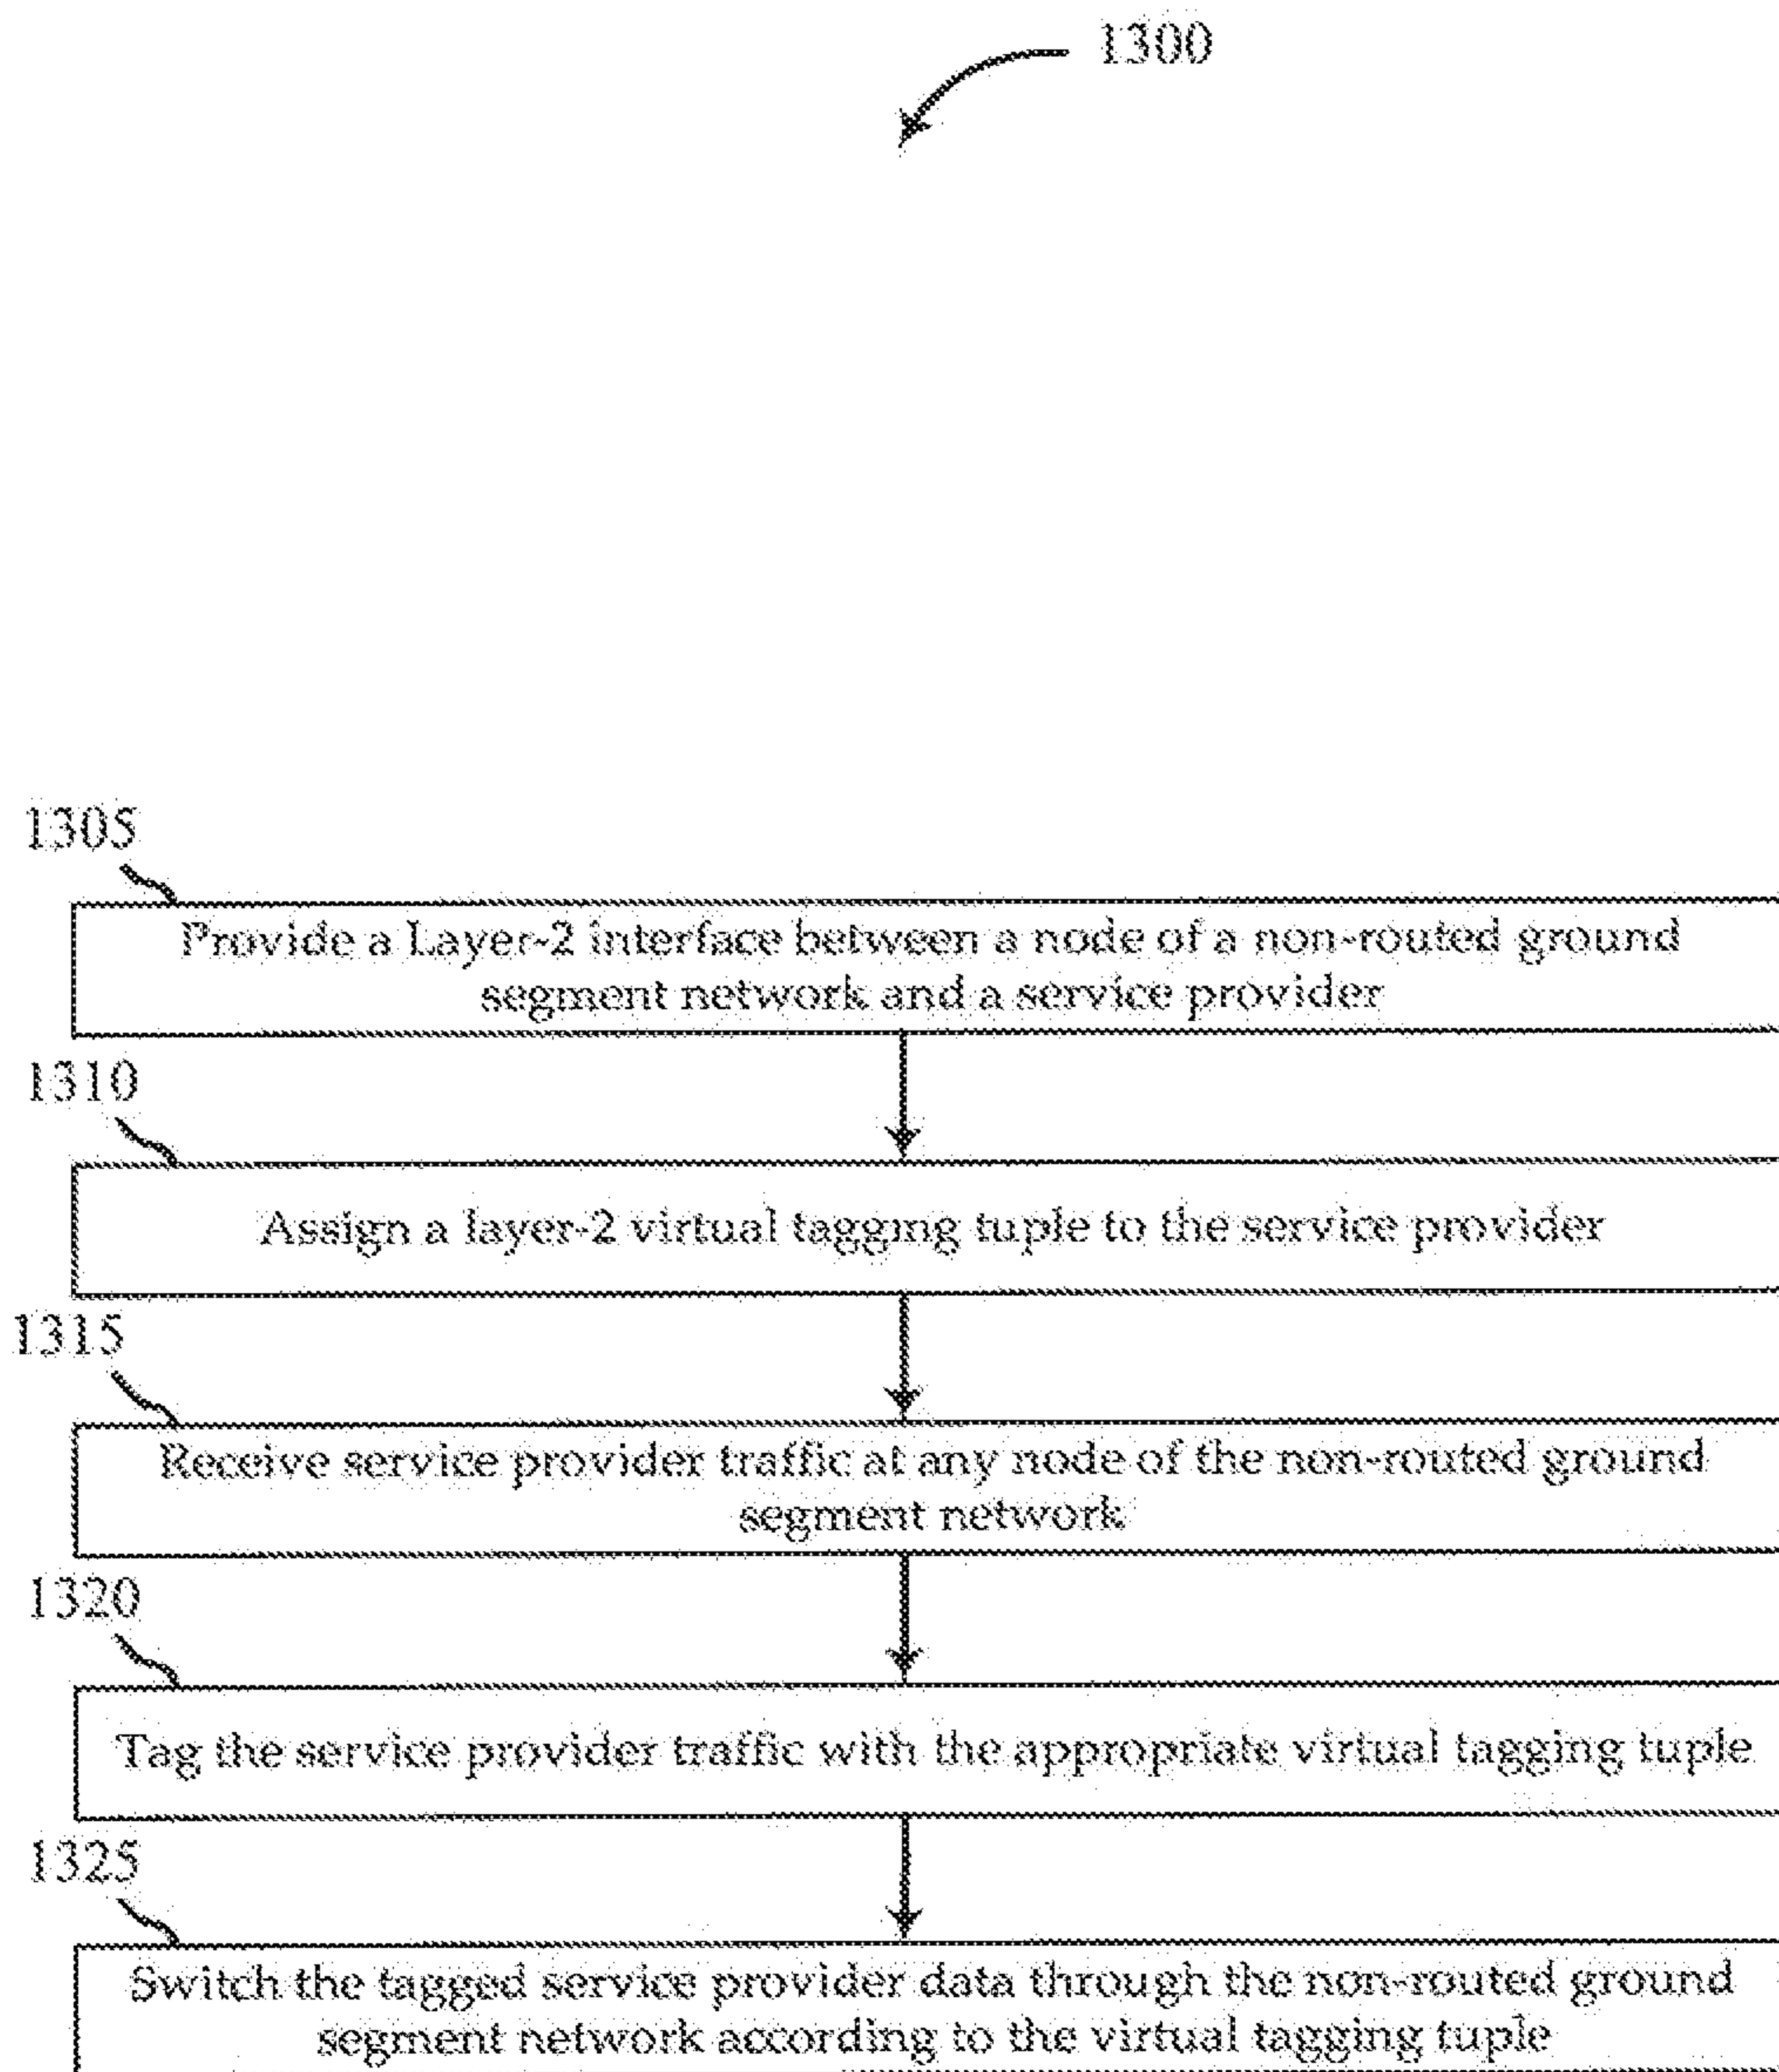 1300
1305
Provide a Layer-2 interface between a node of a non-routed ground
segment network and a service provider
1310
Assign a layer-2 virtual tagging tuple to the service provider
1315
Receive service provider traffic at any node of the non-routed ground
segment network
1320
Tag the service provider traffic with the appropriate virtual tagging tuple
1325
Switch the tagged service provider data through the non-routed ground
segment network according to the virtual tagging tuple